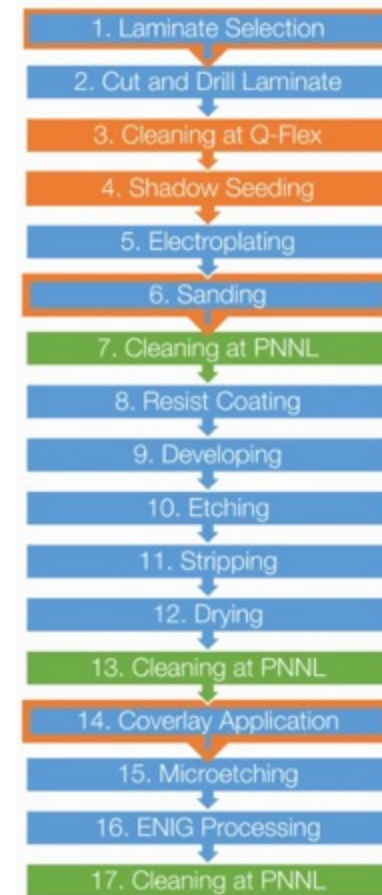 1. Laminate Selection
2. Cut and Drill Laminate
3. Cleaning at Q-Flex
4. Shadow Seeding
5. Electroplating
6. Sanding
7. Cleaning at PNNL
8. Resist Coating
9. Developing
10. Etching
11. Stripping
12. Drying
13. Cleaning at PNNL
14. Coverlay Application
15. Microetching
16. ENIG Processing
17. Cleaning at PNNL